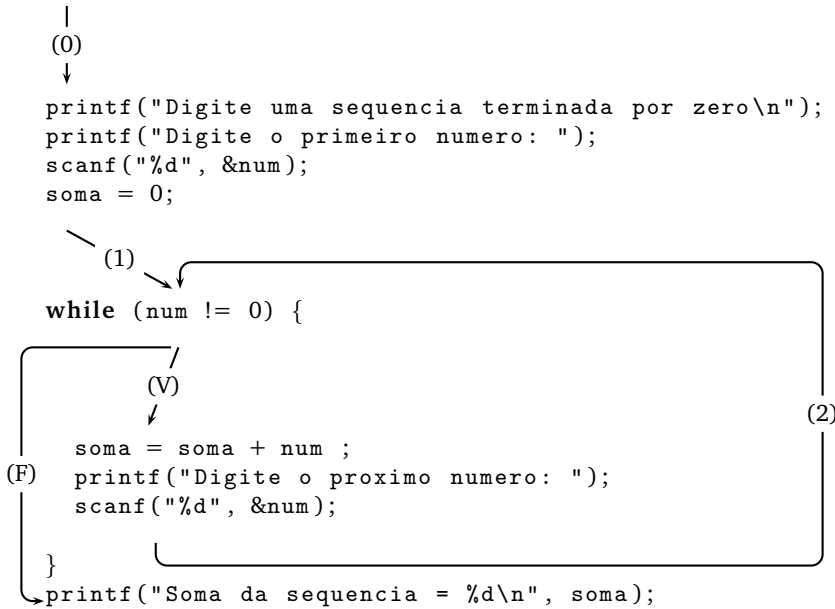 (0)
printf("Digite uma sequencia terminada por zero\n");
printf("Digite o primeiro numero: ");
scanf("%d", &num);
soma = 0;
(1)
while (num != 0) {
(V)
(2)
soma = soma + num ;
(F)
printf("Digite o proximo numero: ");
scanf("%d", &num);
}
printf("Soma da sequencia = %d\n", soma);